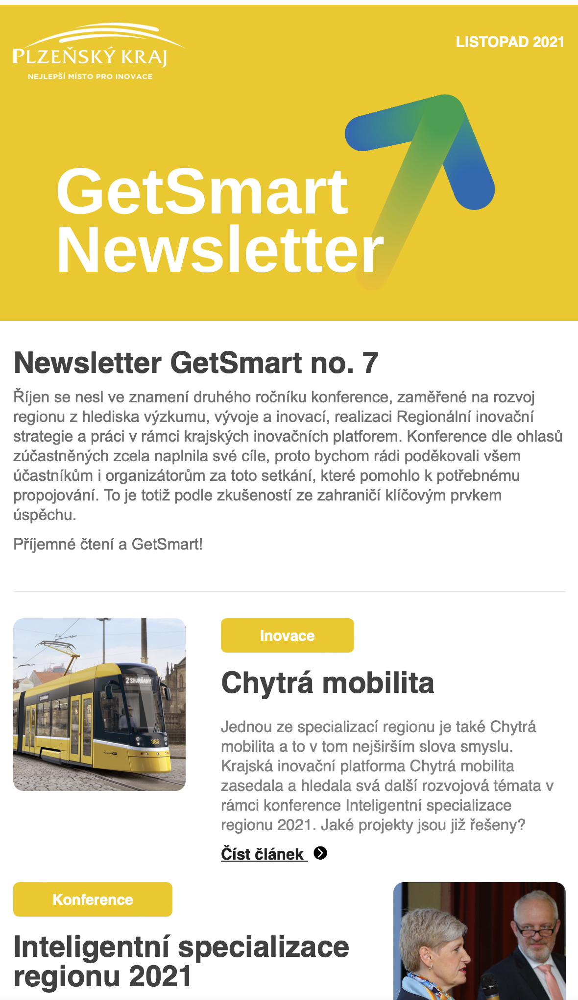 PLZEŇSKÝ KRAJ
NEJLEPŠÍ MÍSTO PRO INOVACE
LISTOPAD 2021
GetSmart
Newsletter
Newsletter GetSmart no. 7
Říjen se nesl ve znamení druhého ročníku konference, zaměřené na rozvoj
regionu z hlediska výzkumu, vývoje a inovací, realizaci Regionální inovační
strategie a práci v rámci krajských inovačních platforem. Konference dle ohlasů
zúčastněných zcela naplnila své cíle, proto bychom rádi poděkovali všem
účastníkům i organizátorům za toto setkání, které pomohlo k potřebnému
propojování. To je totiž podle zkušeností ze zahraničí klíčovým prvkem
úspěchu.
Příjemné čtení a GetSmart!
2 SKVRŇANY
385
Inovace
Chytrá mobilita
Jednou ze specializací regionu je také Chytrá
mobilita a to v tom nejširším slova smyslu.
Krajská inovační platforma Chytrá mobilita
zasedala a hledala svá další rozvojová témata v
rámci konference Inteligentní specializace
regionu 2021. Jaké projekty jsou již řešeny?
Číst článek
Konference
Inteligentní specializace
regionu 2021